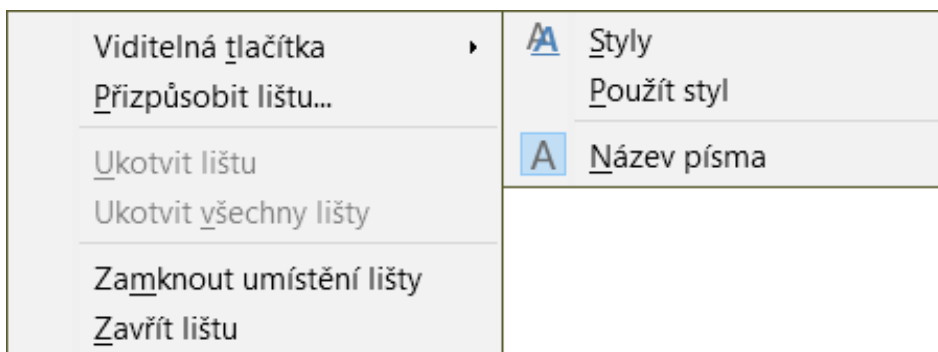 Viditelná tlačítka
Přizpůsobit lištu...
Ukotvit lištu
Ukotvit všechny lišty
Zamknout umístění lišty
Zavřít lištu
Styly
Použít styl
Název písma